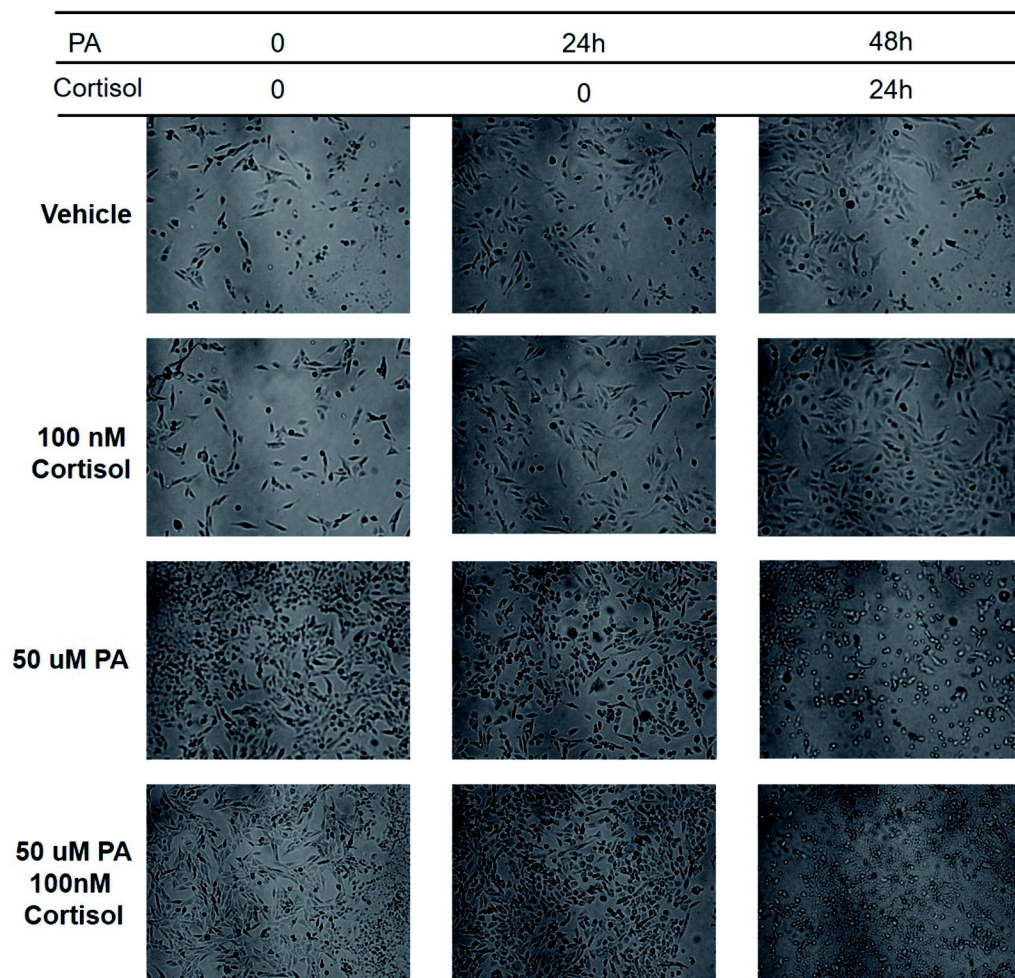 PA 0 24h 48h
Cortisol 0 0 24h
Vehicle
100 nM
Cortisol
50 uM PA
50 uM PA
100nM
Cortisol